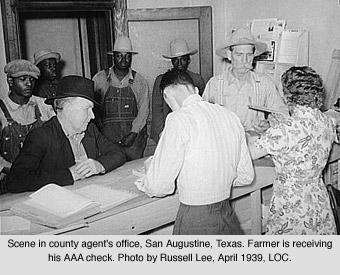 Scene in county agent's office, San Augustine, Texas. Farmer is receiving
his AAA check. Photo by Russell Lee, April 1939, LOC.